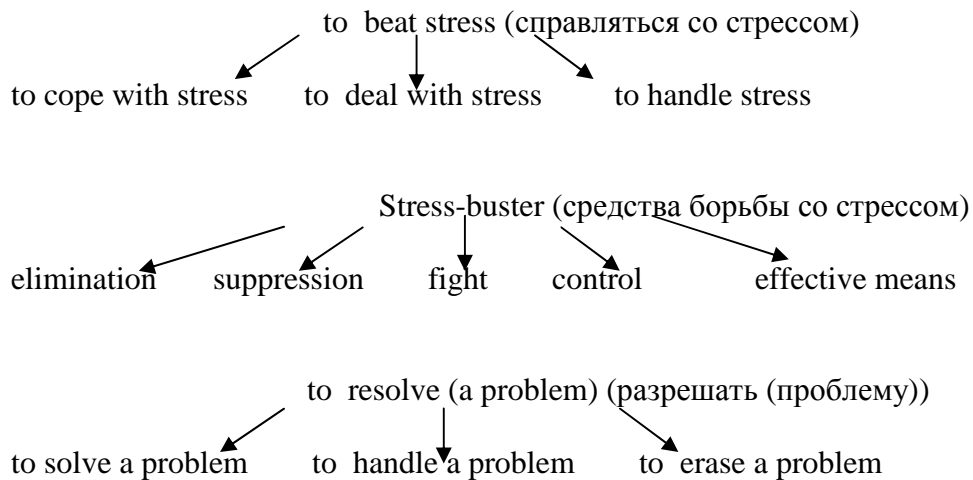 to beat stress (справляться со стрессом)
to cope with stress to deal with stress to handle stress
Stress-buster (средства борьбы со стрессом)
elimination suppression fight control effective means
to resolve (a problem) (разрешать (проблему))
to solve a problem to handle a problem to erase a problem